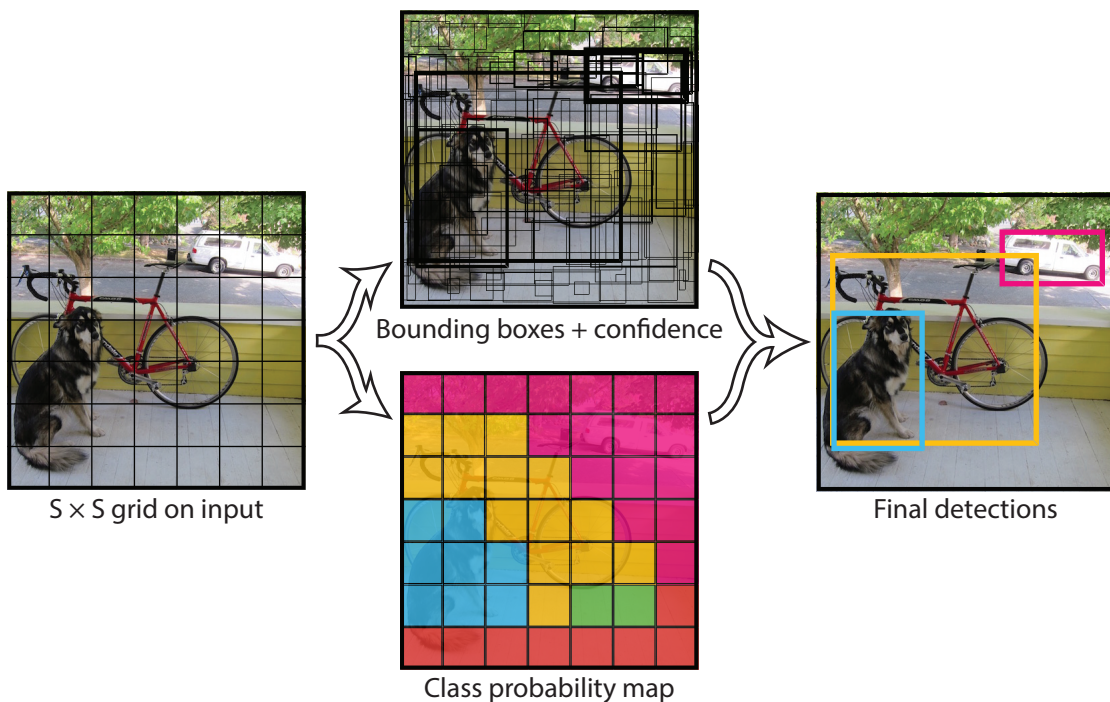 Bounding boxes + confidence
S × S grid on input
Final detections
Class probability map